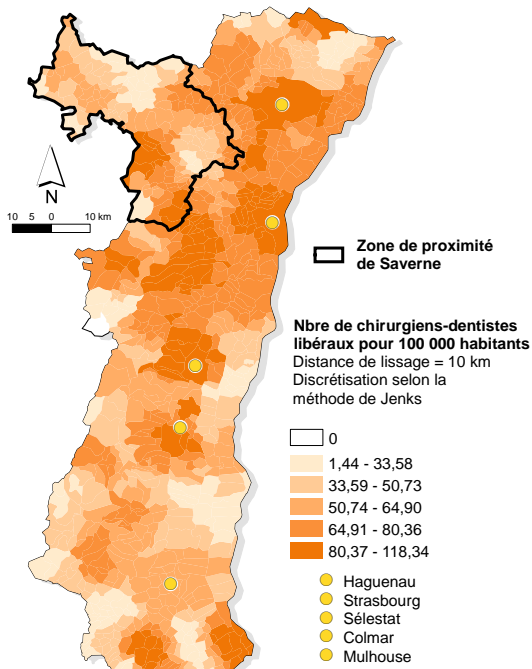 N
10 5 0 10 km
Zone de proximité
de Saverne
Nbre de chirurgiens-dentistes
libéraux pour 100 000 habitants
Distance de lissage = 10 km
Discrétisation selon la
méthode de Jenks
0
1,44 - 33,58
33,59 - 50,73
50,74 - 64,90
64,91 - 80,36
80,37 - 118,34
Haguenau
Strasbourg
Sélestat
Colmar
Mulhouse